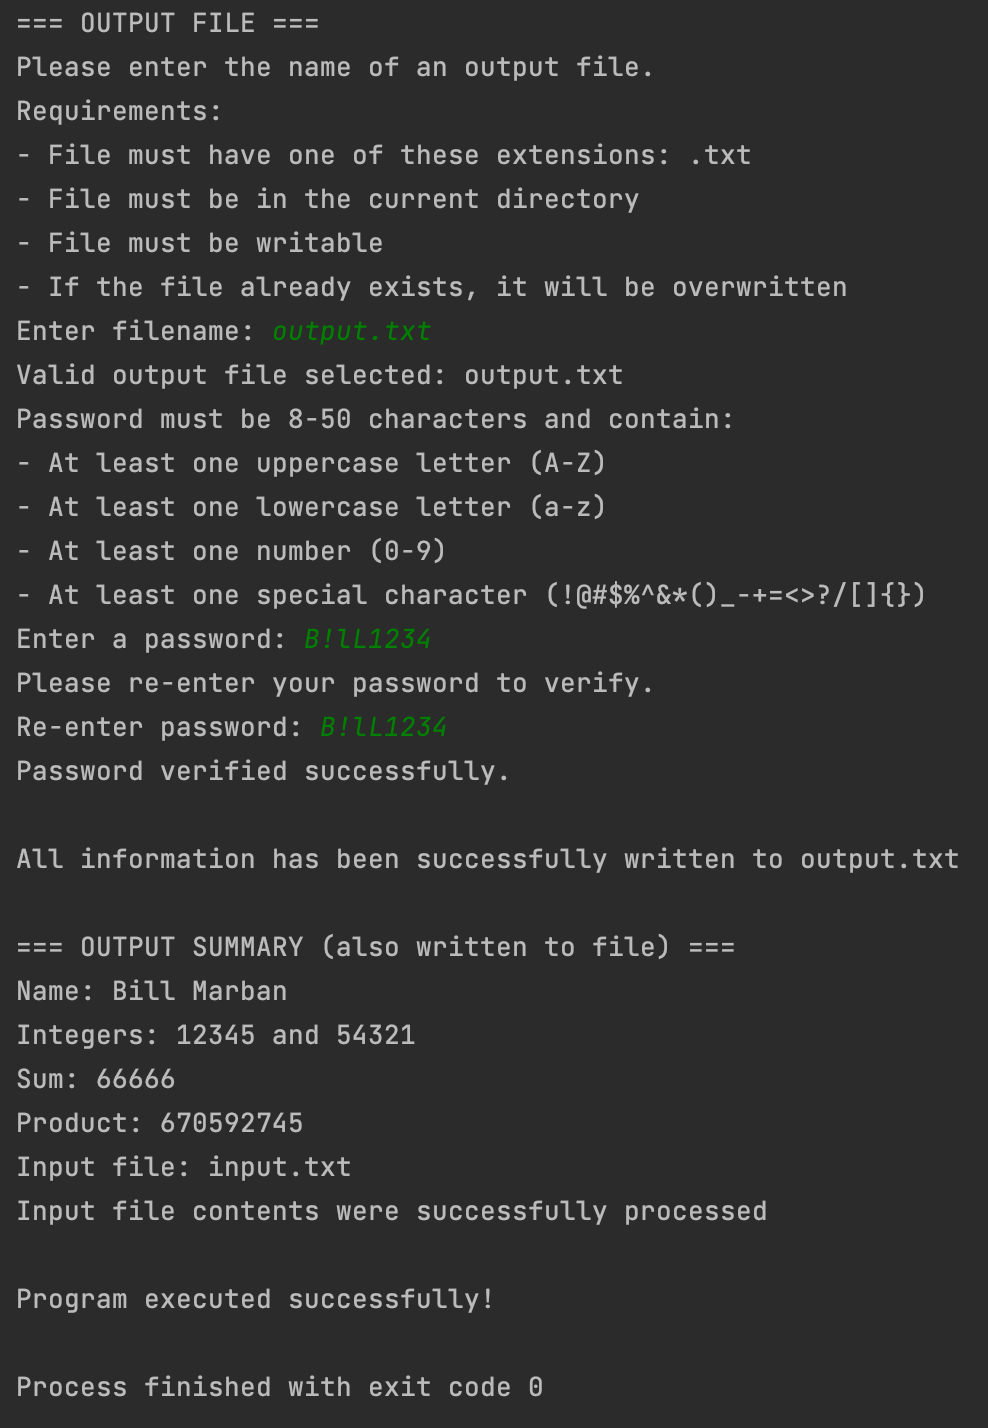 === OUTPUT FILE ===
Please enter the name of an output file.
Requirements:
- File must have one of these extensions: .txt
- File must be in the current directory
- File must be writable
- If the file already exists, it will be overwritten
Enter filename: output.txt
Valid output file selected: output.txt
Password must be 8-50 characters and contain:
- At least one uppercase letter (A-Z)
- At least one lowercase letter (a-z)
- At least one number (0-9)
- At least one special character (!@#$%^&*()_-+=<>?/[]{})
Enter a password: B!lL1234
Please re-enter your password to verify.
Re-enter password: B!lL1234
Password verified successfully.
All information has been successfully written to output.txt
=== OUTPUT SUMMARY (also written to file) ===
Name: Bill Marban
Integers: 12345 and 54321
Sum: 66666
Product: 670592745
Input file: input.txt
Input file contents were successfully processed
Program executed successfully!
Process finished with exit code 0